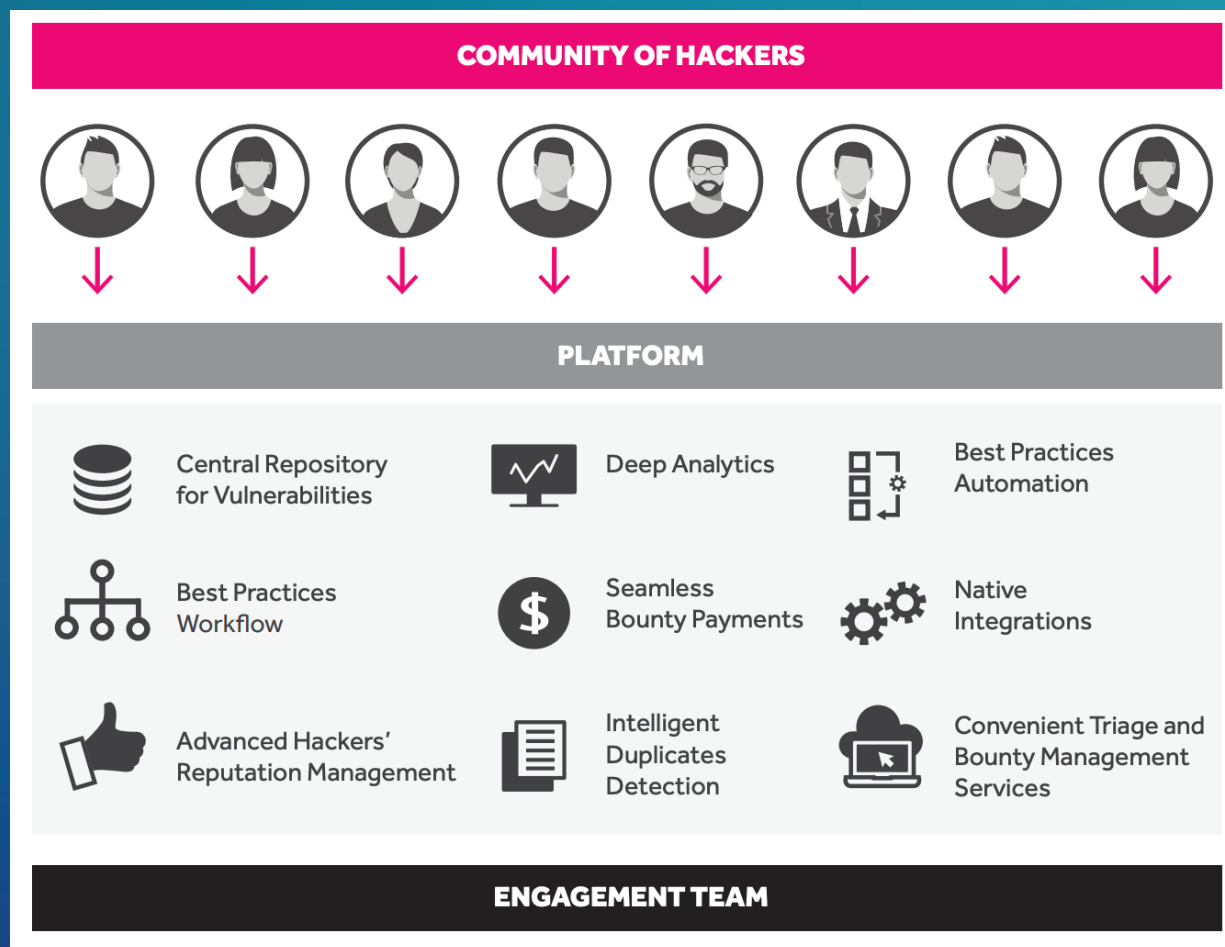 COMMUNITY OF HACKERS
PLATFORM
Central Repository
for Vulnerabilities
Deep Analytics
Best Practices
Automation
Best Practices
Workflow
Seamless
Bounty Payments
Native
Integrations
Advanced Hackers’
Reputation Management
Intelligent
Duplicates
Detection
Convenient Triage and
Bounty Management
Services
ENGAGEMENT TEAM